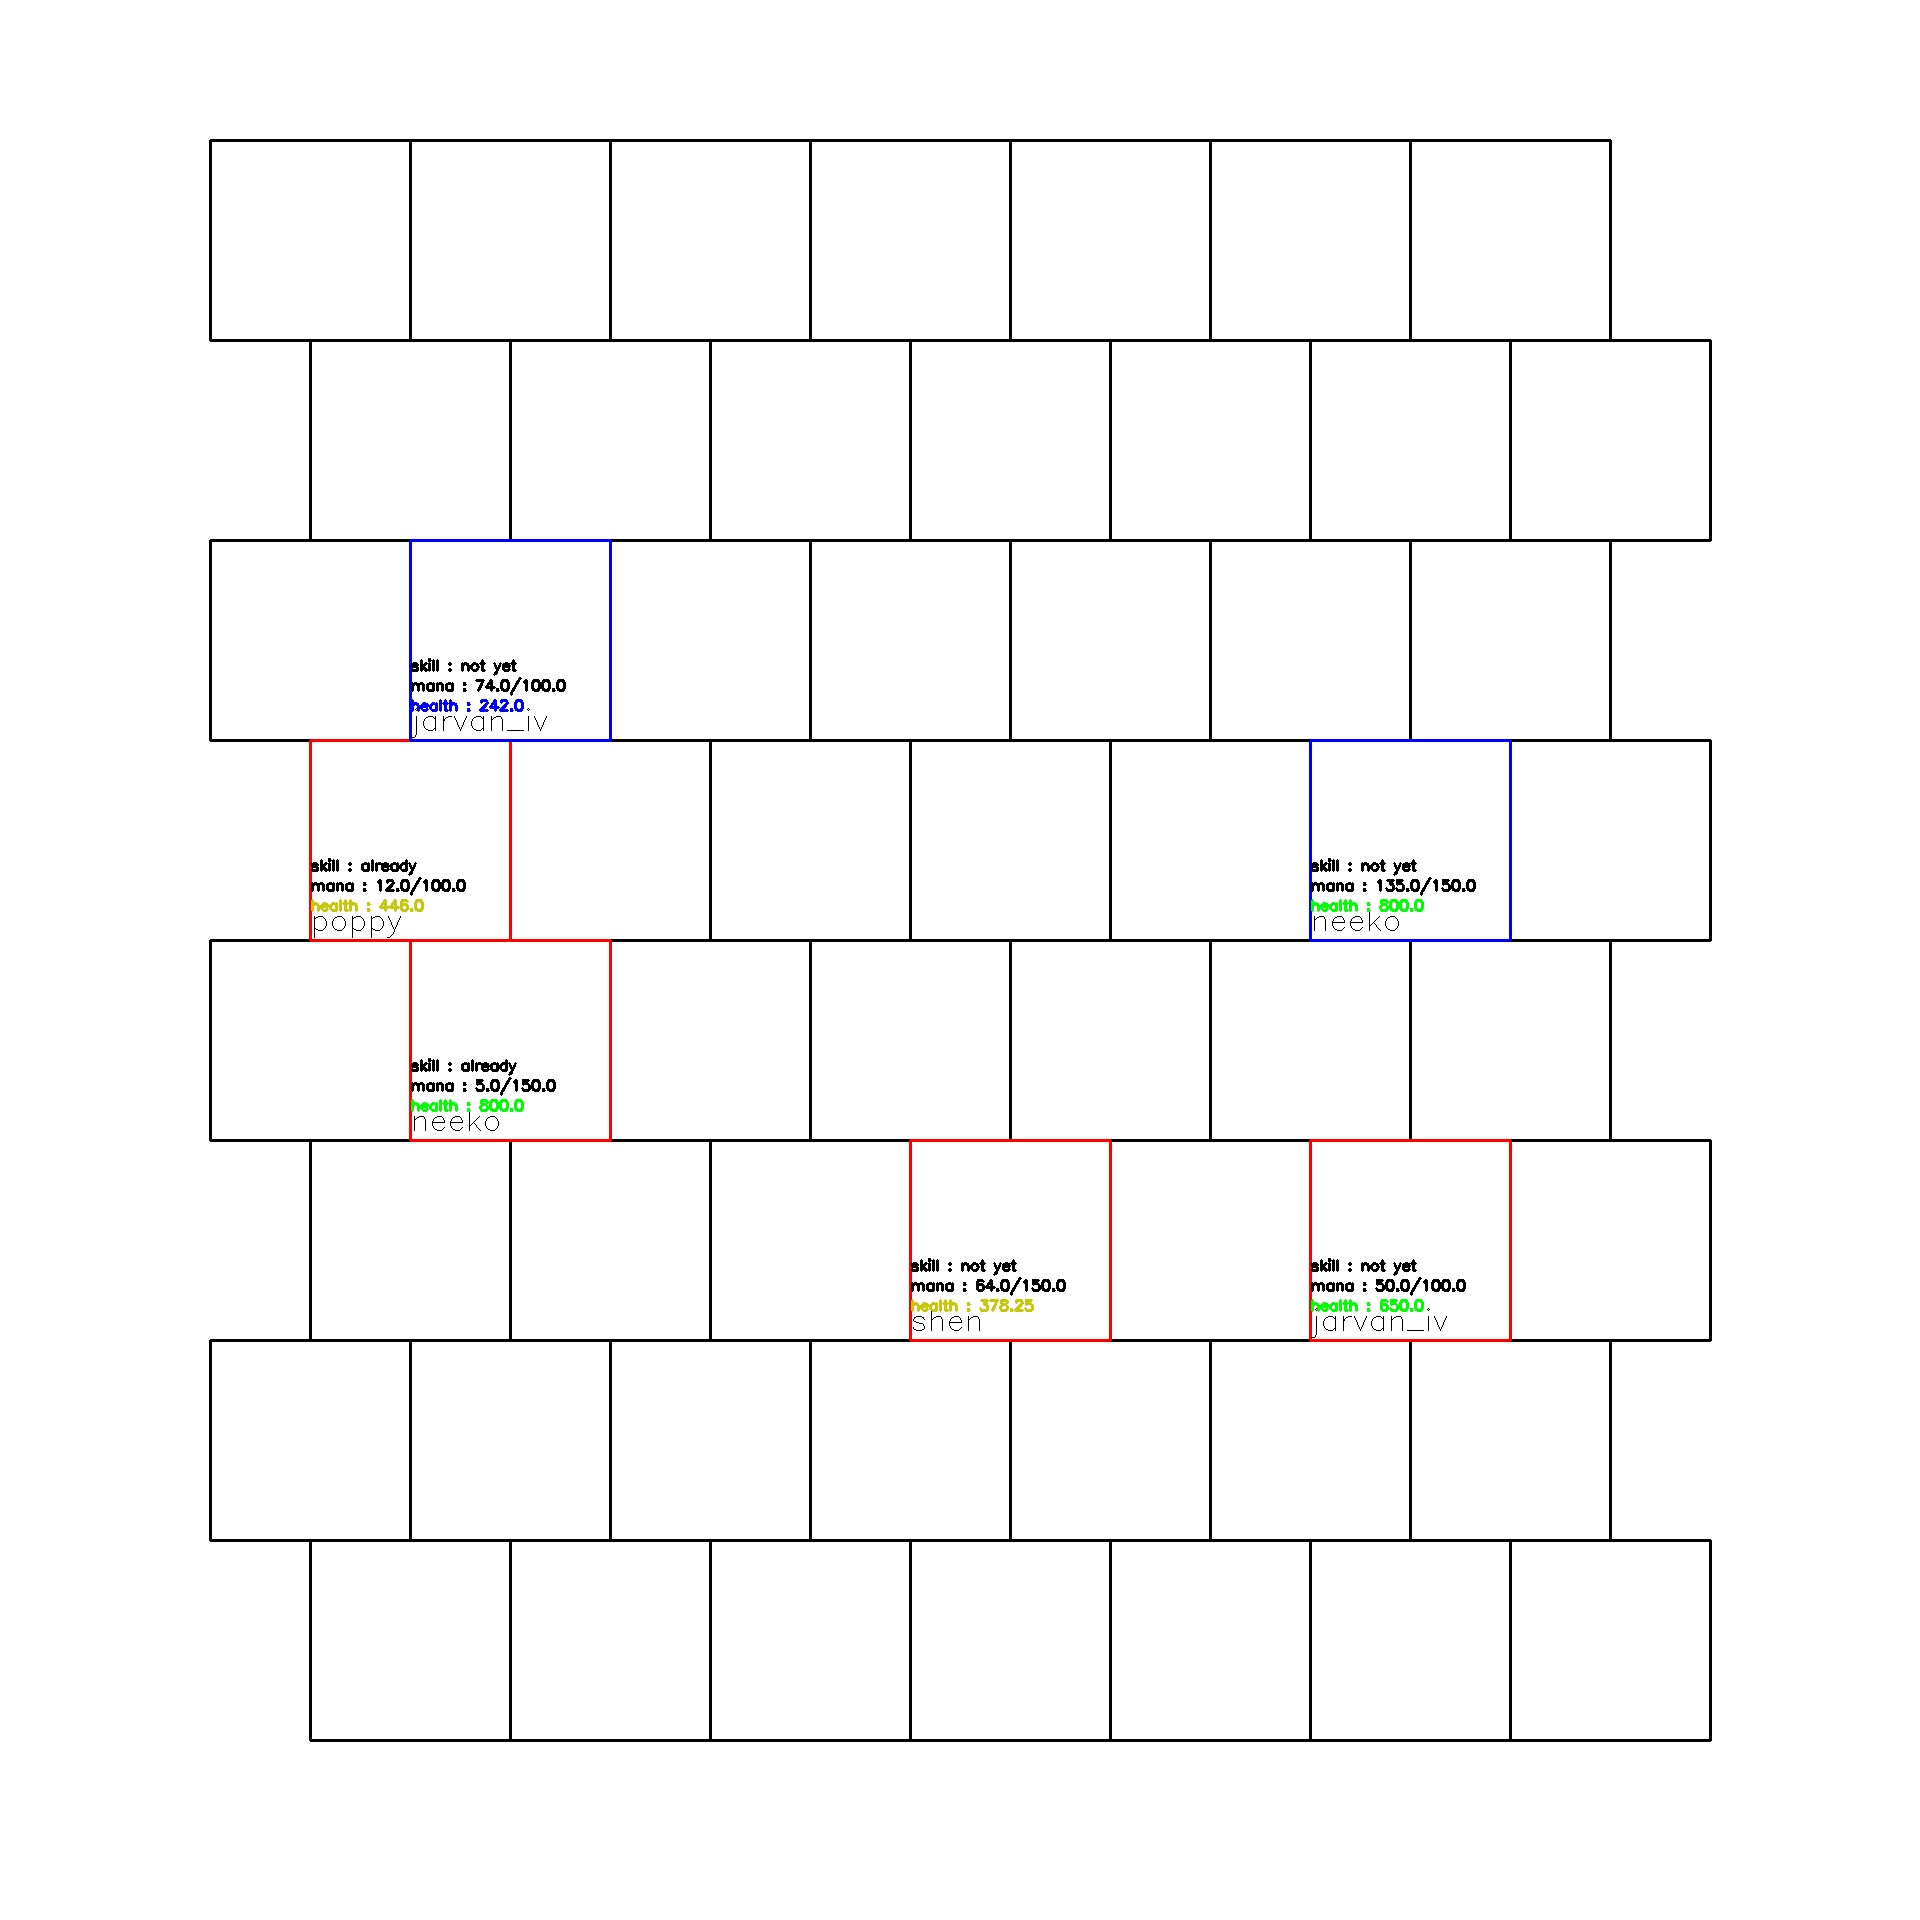 skill : not yet
mana : 74.0/100.0
health : 242.0
jarvan_iv
skill : already
mana : 12.0/100.0
health : 446.0
poppy
skill : not yet
mana : 135.0/150.0
health : 800.0
neeko
skill : already
mana : 5.0/150.0
health : 800.0
neeko
skill : not yet
mana : 64.0/150.0
health : 378.25
shen
skill : not yet
mana : 50.0/100.0
health : 650.0
jarvan_iv